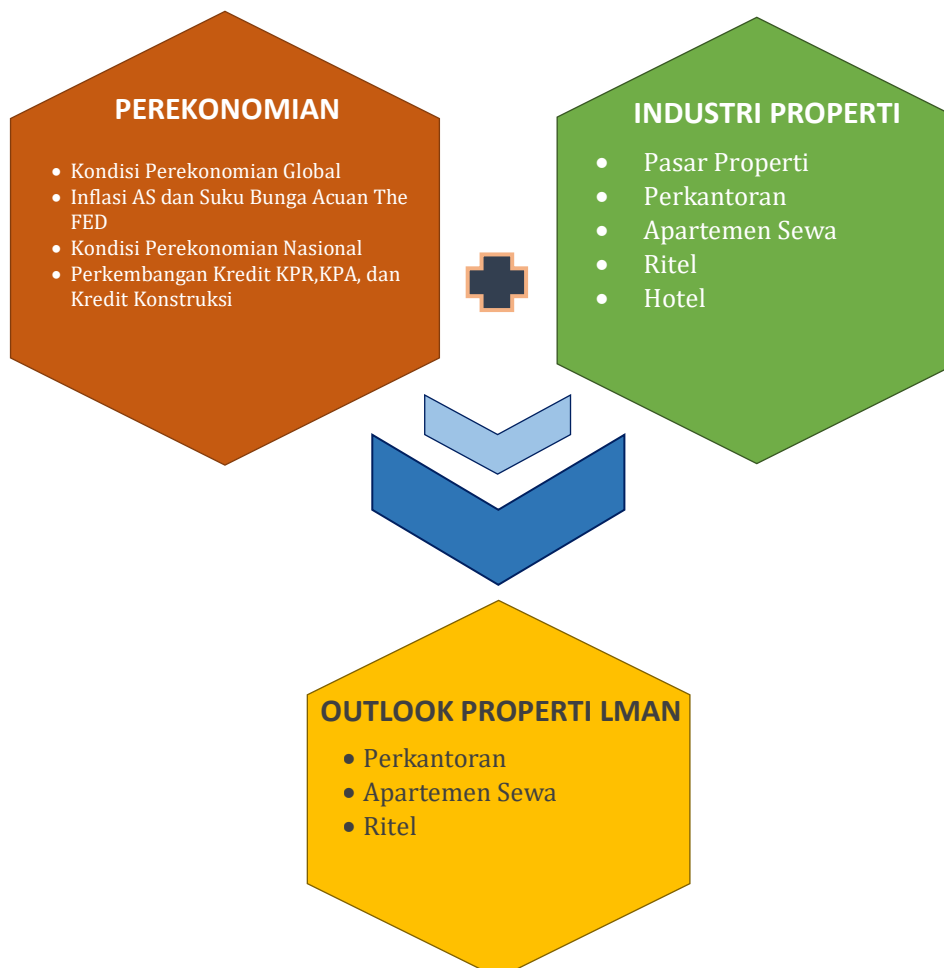 PEREKONOMIAN
• Kondisi Perekonomian Global
• Inflasi AS dan Suku Bunga Acuan The
FED
• Kondisi Perekonomian Nasional
• Perkembangan Kredit KPR,KPA, dan
Kredit Konstruksi
INDUSTRI PROPERTI
• Pasar Properti
• Perkantoran
• Apartemen Sewa
• Ritel
• Hotel
OUTLOOK PROPERTI LMAN
• Perkantoran
• Apartemen Sewa
• Ritel